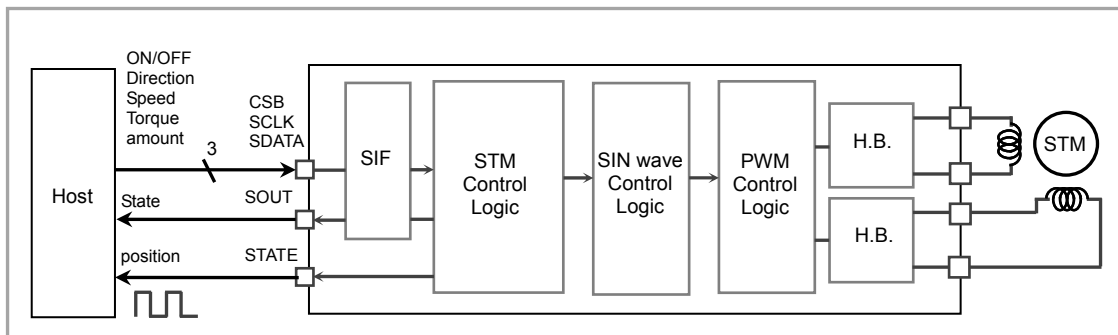 ON/OFF
Direction
Speed
Torque
amount
3
CSB
SCLK
SDATA
Host
State
SOUT
position
STATE
SIF
STM
Control
Logic
SIN wave
Control
Logic
PWM
Control
Logic
H.B.
H.B.
STM